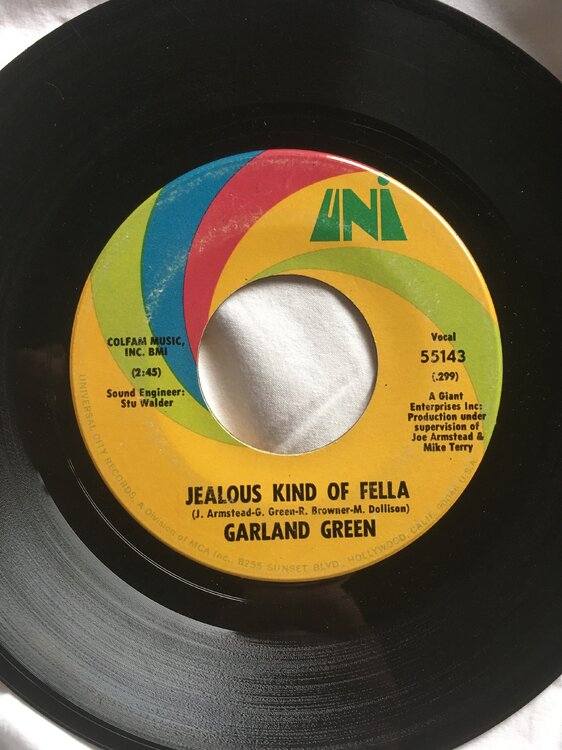 UNI
COLFAM MUSIC,
INC. BMI
(2:45)
Sound Engineer:
Stu Walder
Vocal
55143
(.299)
A Giant
Enterprises Inc:
Production under
supervision of
Joe Armstead &
Mike Terry
JEALOUS KIND OF FELLA
(J. Armstead-G. Green-R. Browner-M. Dollison)
GARLAND GREEN
UNIVERSAL CITY RECORDS, A Division of MCA Inc., 8255 SUNSET BLVD., HOLLYWOOD, CALIF. 90046 U.S.A.